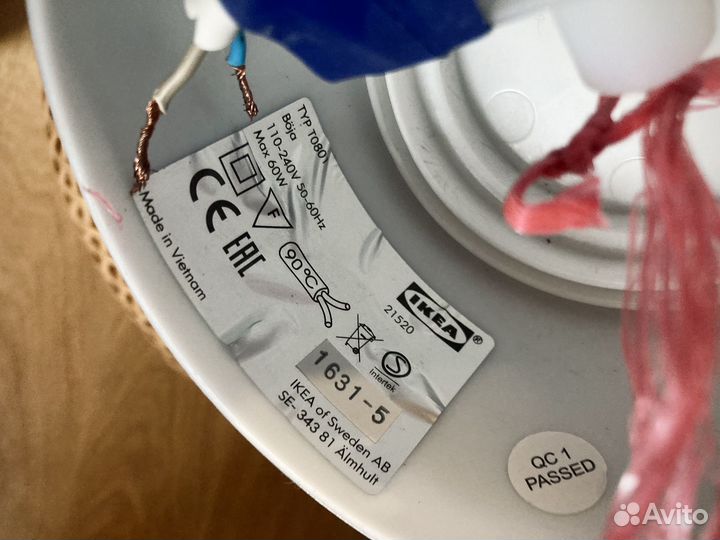 TYP T0801
Böja
110-240V 50-60Hz
Max 60W
F
CE
EAC
90°C
Made in Vietnam
IKEA®
21520
S
Intertek
1631-5
IKEA of Sweden AB
SE- 343 81 Älmhult
QC 1
PASSED
Avito